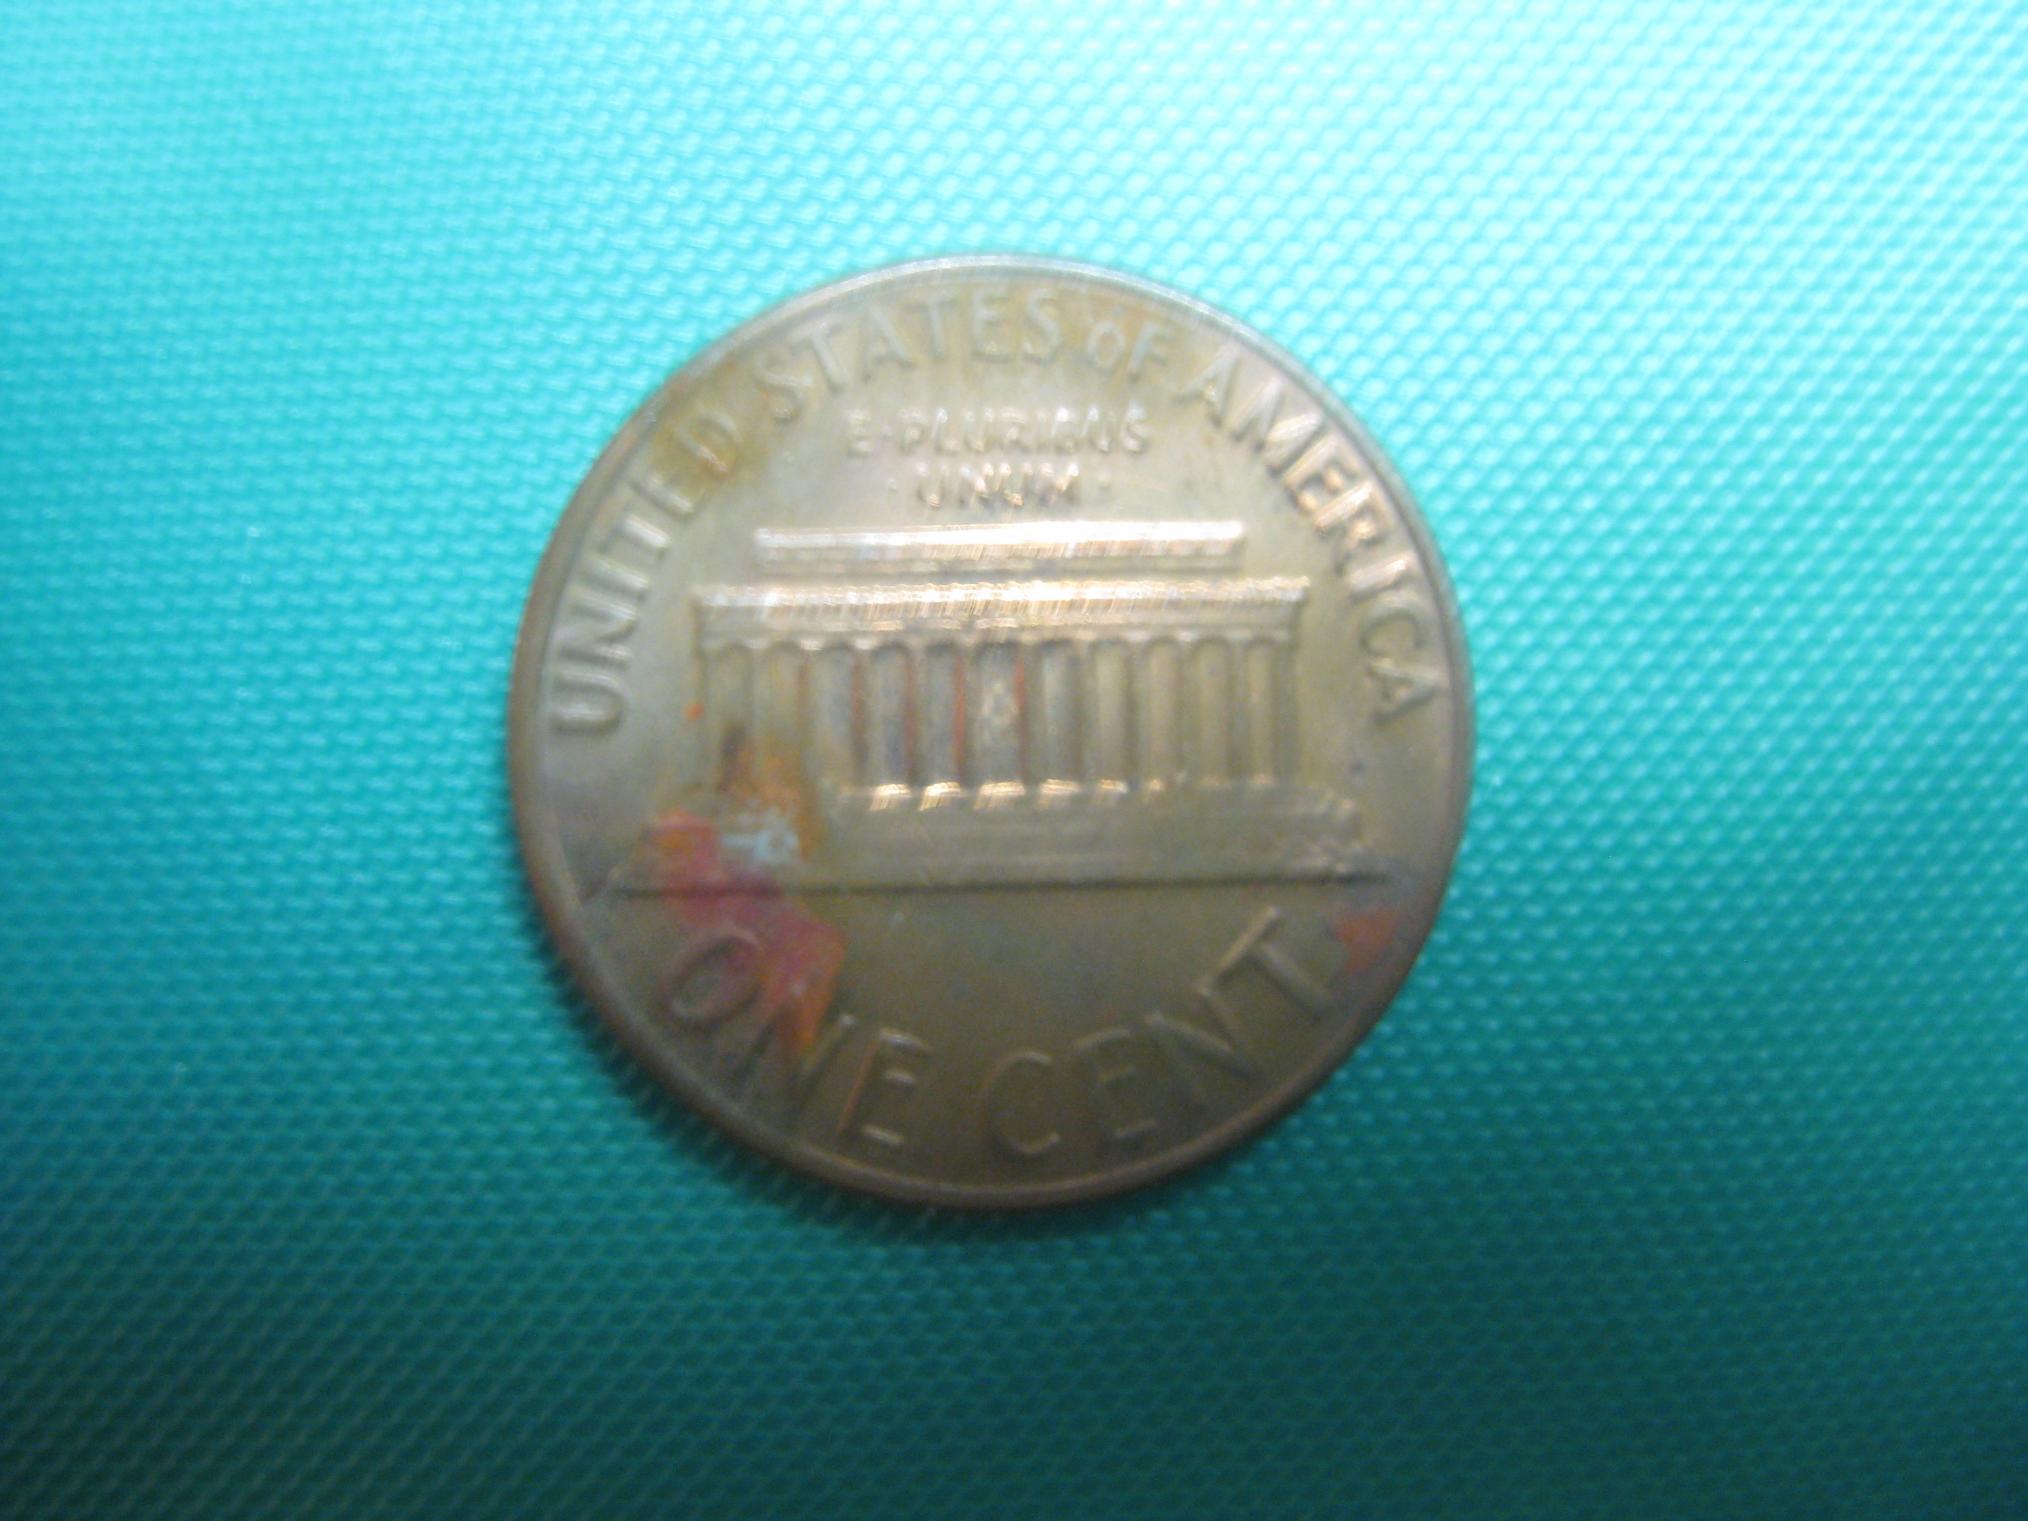 UNITED STATES OF AMERICA
E·PLURIBUS
·UNUM·
ONE CENT